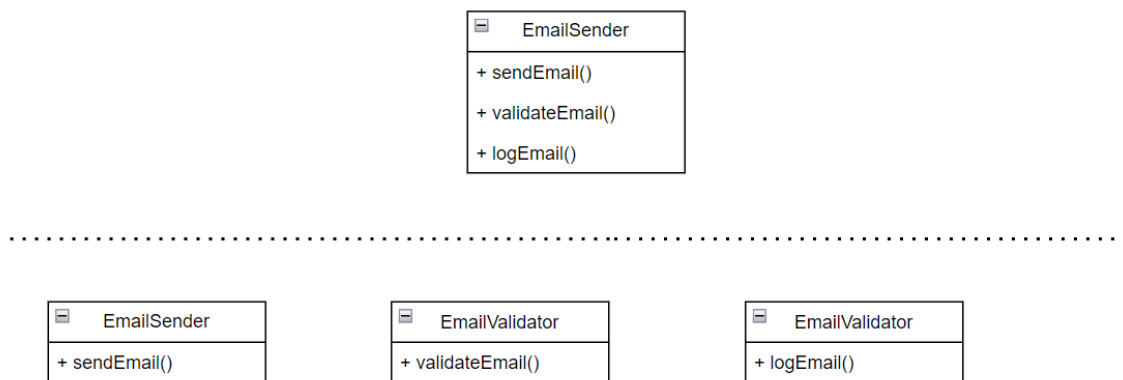 EmailSender
+ sendEmail()
+ validateEmail()
+ logEmail()
EmailSender
+ sendEmail()
EmailValidator
+ validateEmail()
EmailValidator
+ logEmail()